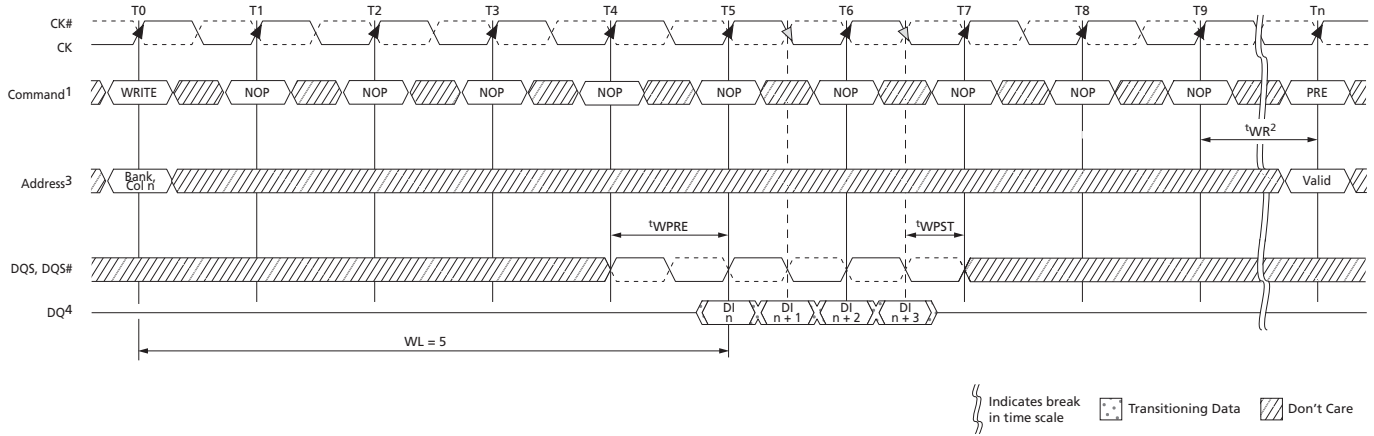 T0 T1 T2 T3 T4 T5 T6 T7 T8 T9 Tn
CK#
CK
Command1 WRITE NOP NOP NOP NOP NOP NOP NOP NOP NOP PRE
tWR2
Address3 Bank, Col n Valid
tWPRE tWPST
DQS, DQS#
DQ4 DI n DI n + 1 DI n + 2 DI n + 3
WL = 5
Indicates break in time scale
Transitioning Data
Don't Care